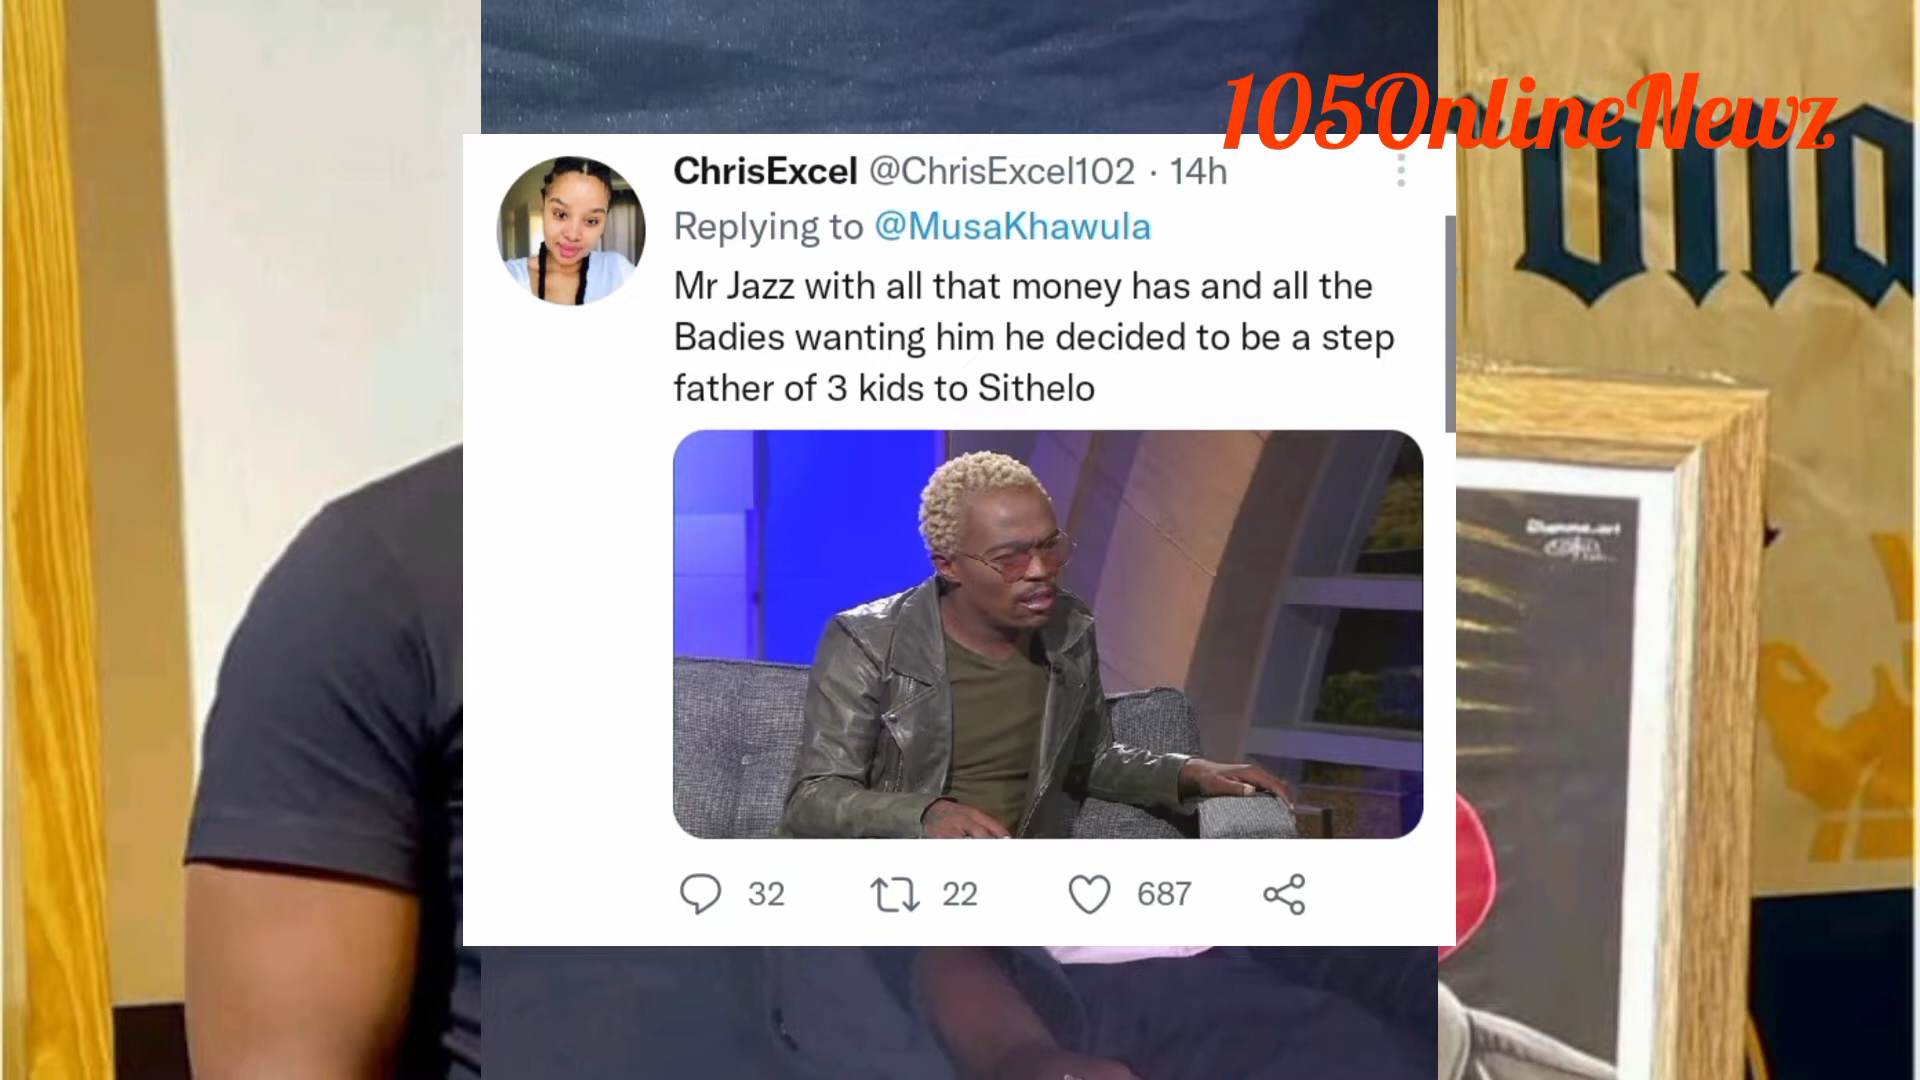 105OnlineNewz
ChrisExcel @ChrisExcel102 · 14h
Replying to @MusaKhawula
Mr Jazz with all that money has and all the
Badies wanting him he decided to be a step
father of 3 kids to Sithelo
32 22 687